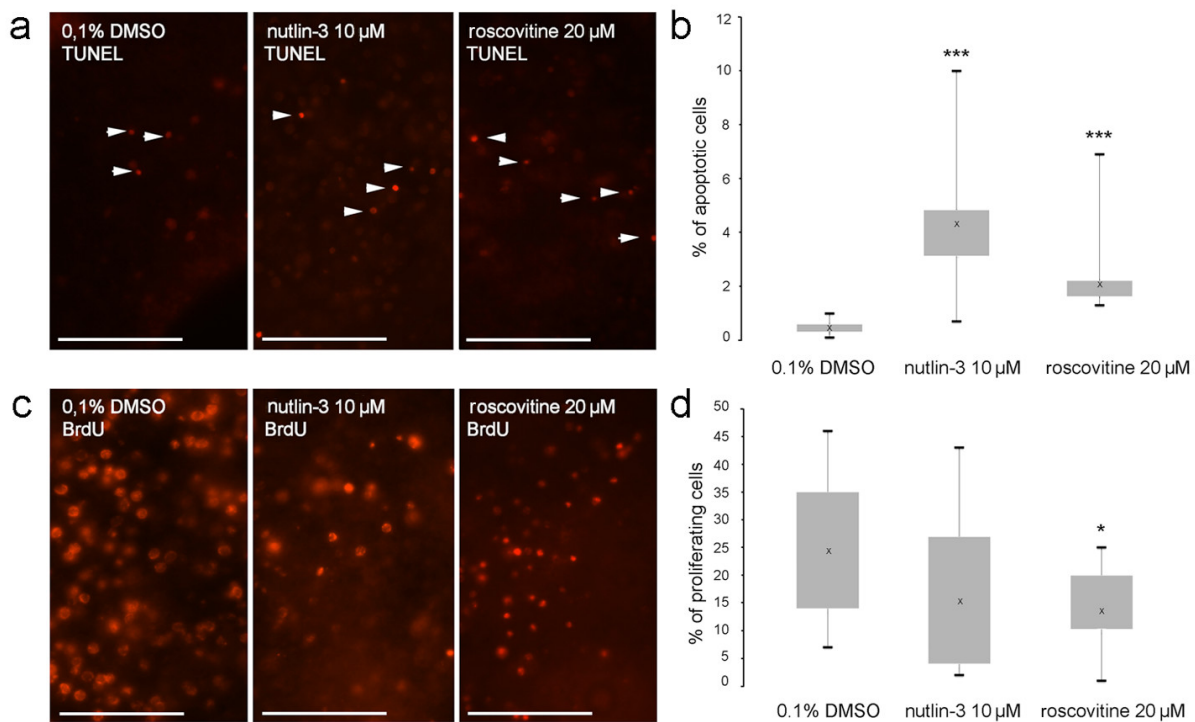 a
0,1% DMSO
TUNEL
nutlin-3 10 µM
TUNEL
roscovitine 20 µM
TUNEL
b
% of apoptotic cells
12
10
8
6
4
2
0
***
***
x
x
x
0.1% DMSO
nutlin-3 10 µM
roscovitine 20 µM
c
0,1% DMSO
BrdU
nutlin-3 10 µM
BrdU
roscovitine 20 µM
BrdU
d
% of proliferating cells
50
45
40
35
30
25
20
15
10
5
0
*
x
x
x
0.1% DMSO
nutlin-3 10 µM
roscovitine 20 µM